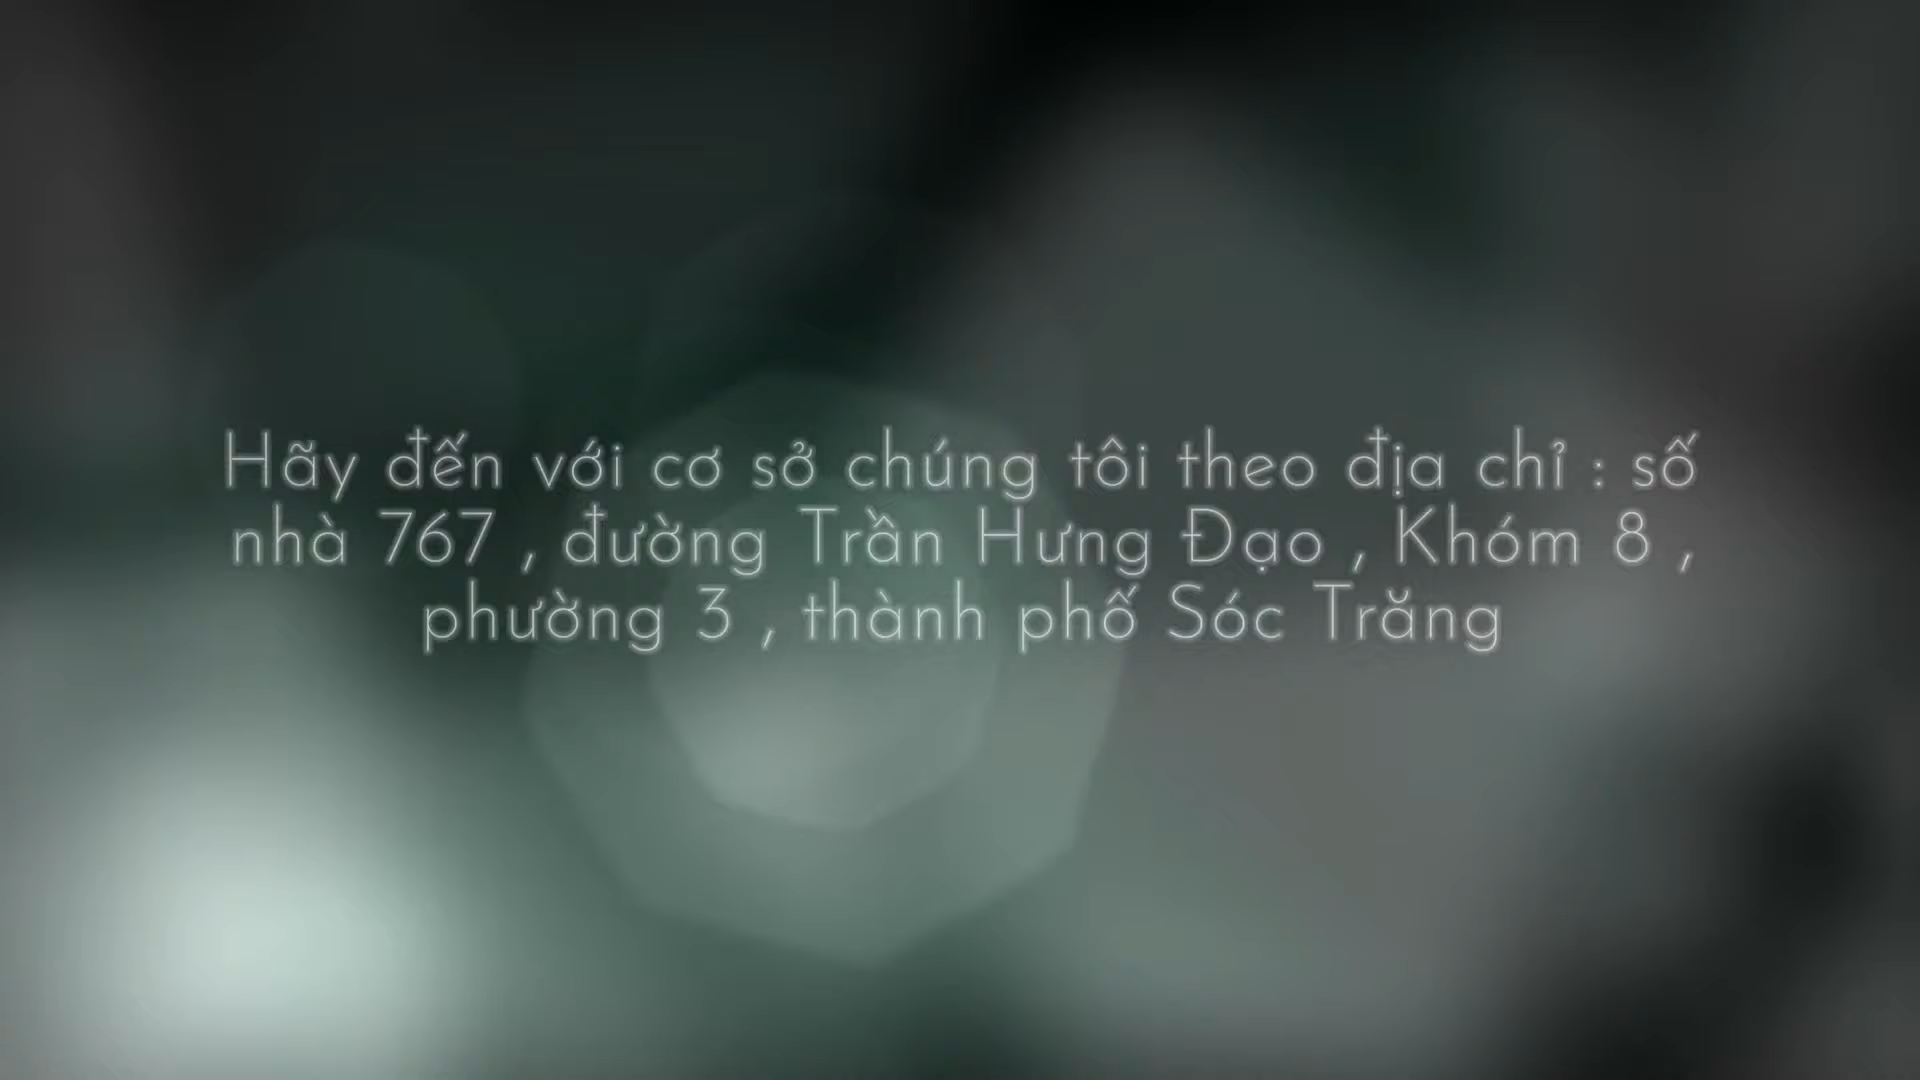 Hãy đến với cơ sở chúng tôi theo địa chỉ : số
nhà 767 , đường Trần Hưng Đạo , Khóm 8 ,
phường 3 , thành phố Sóc Trăng